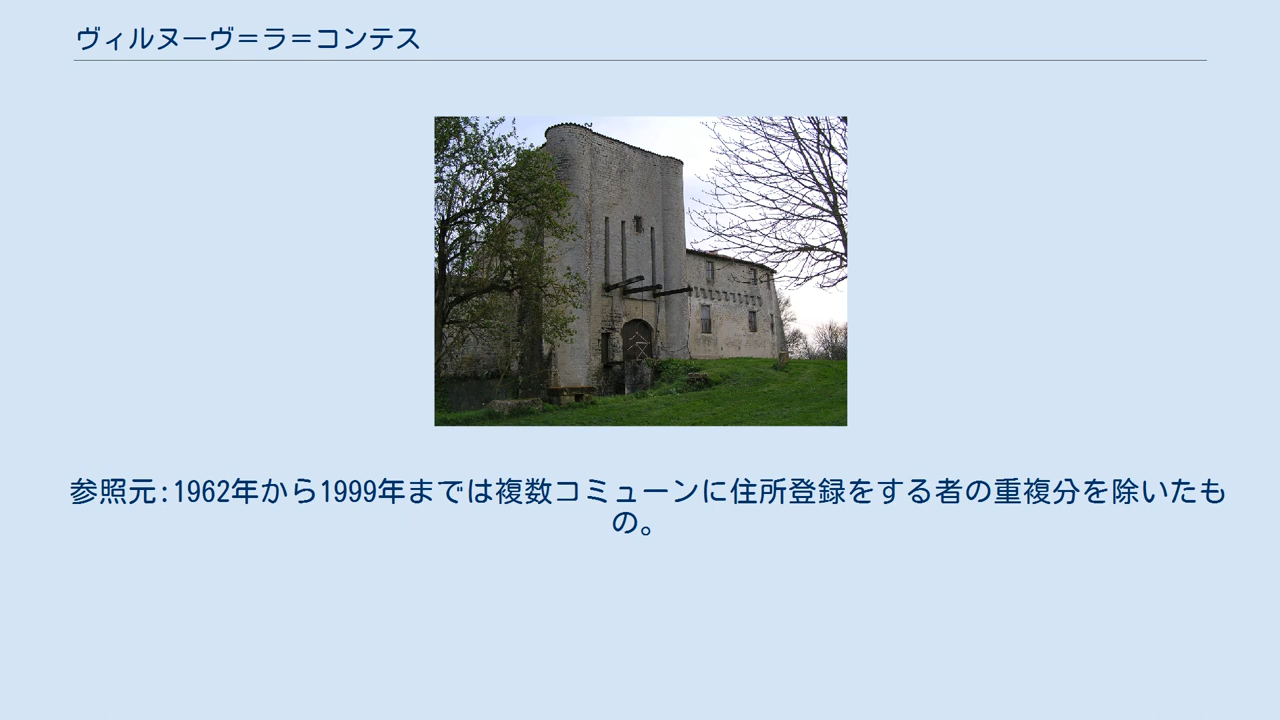 ヴィルヌーヴ＝ラ＝コンテス
参照元:1962年から1999年までは複数コミューンに住所登録をする者の重複分を除いたも
の。